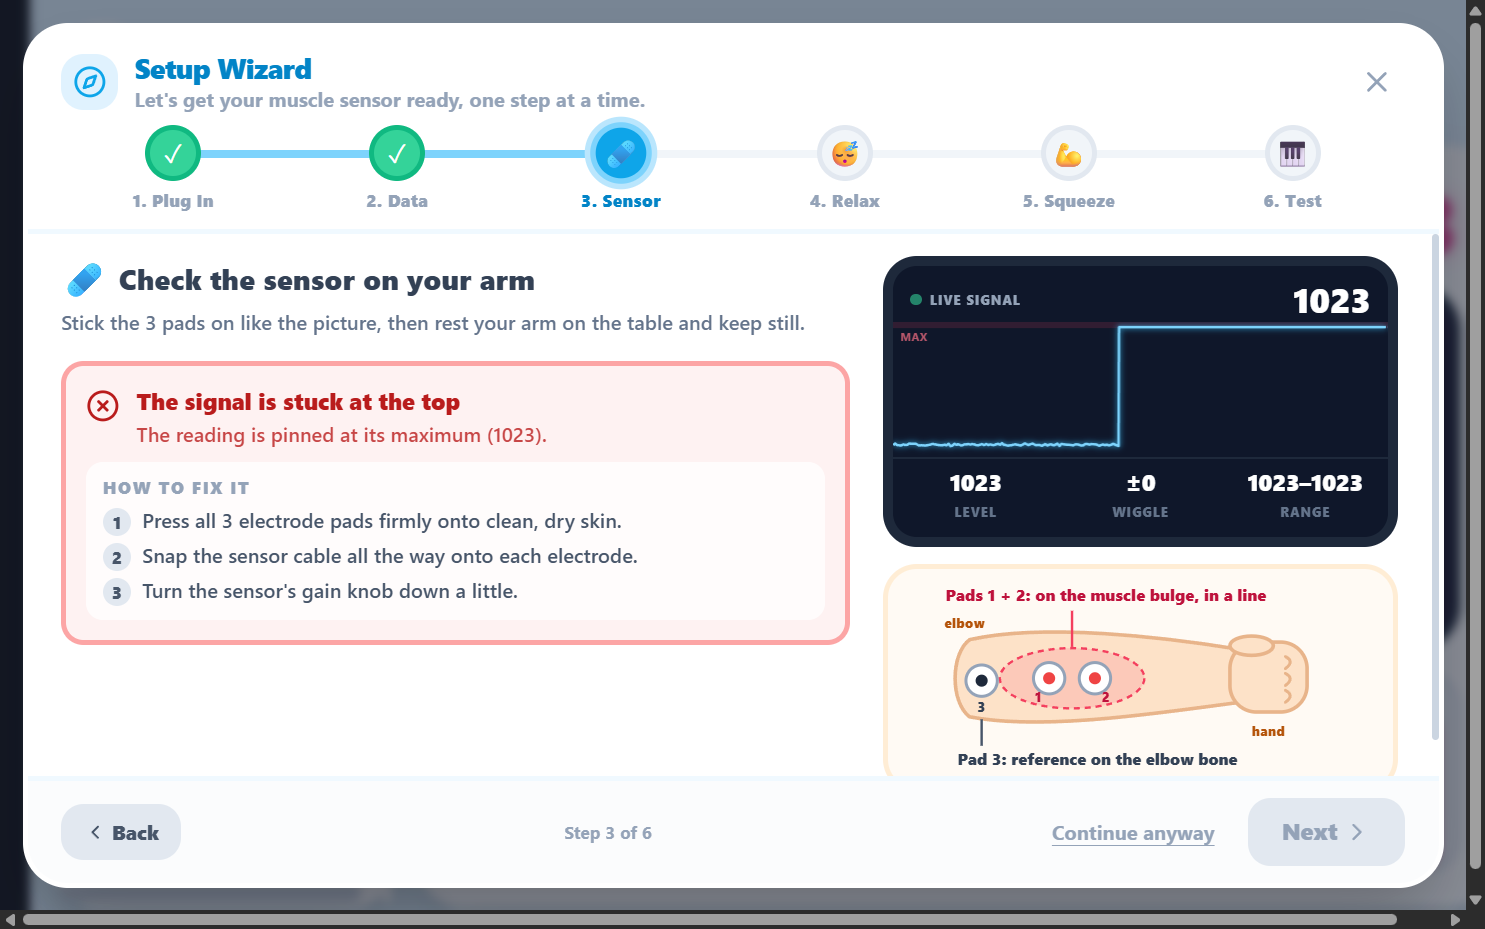 Setup Wizard
Let's get your muscle sensor ready, one step at a time.
1. Plug In
2. Data
3. Sensor
4. Relax
5. Squeeze
6. Test
Check the sensor on your arm
Stick the 3 pads on like the picture, then rest your arm on the table and keep still.
The signal is stuck at the top
The reading is pinned at its maximum (1023).
HOW TO FIX IT
1 Press all 3 electrode pads firmly onto clean, dry skin.
2 Snap the sensor cable all the way onto each electrode.
3 Turn the sensor's gain knob down a little.
LIVE SIGNAL
1023
MAX
1023
LEVEL
±0
WIGGLE
1023–1023
RANGE
Pads 1 + 2: on the muscle bulge, in a line
elbow
1
2
3
hand
Pad 3: reference on the elbow bone
Back
Step 3 of 6
Continue anyway
Next